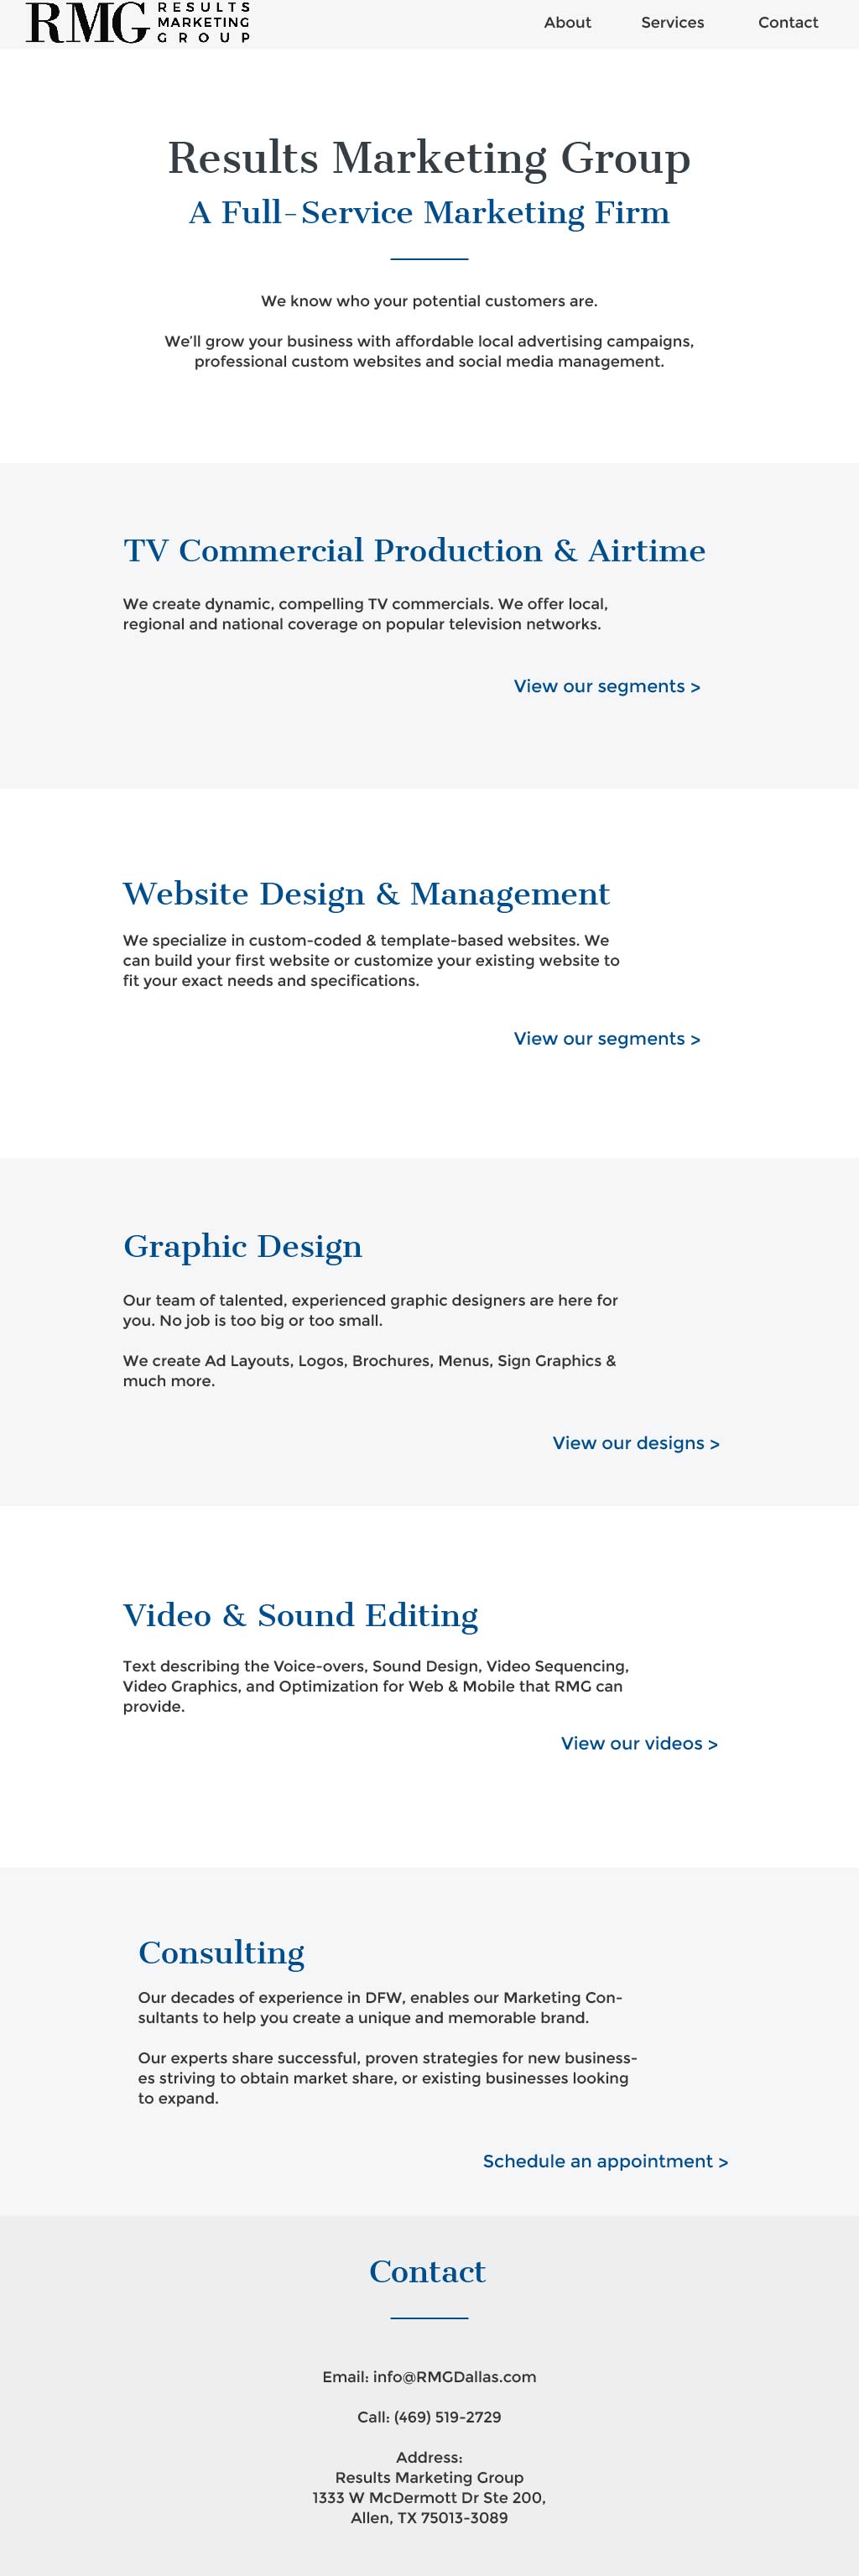 RMG RESULTS
MARKETING
GROUP
About Services Contact
Results Marketing Group
A Full-Service Marketing Firm
We know who your potential customers are.
We'll grow your business with affordable local advertising campaigns,
professional custom websites and social media management.
TV Commercial Production & Airtime
We create dynamic, compelling TV commercials. We offer local,
regional and national coverage on popular television networks.
View our segments >
Website Design & Management
We specialize in custom-coded & template-based websites. We
can build your first website or customize your existing website to
fit your exact needs and specifications.
View our segments >
Graphic Design
Our team of talented, experienced graphic designers are here for
you. No job is too big or too small.
We create Ad Layouts, Logos, Brochures, Menus, Sign Graphics &
much more.
View our designs >
Video & Sound Editing
Text describing the Voice-overs, Sound Design, Video Sequencing,
Video Graphics, and Optimization for Web & Mobile that RMG can
provide.
View our videos >
Consulting
Our decades of experience in DFW, enables our Marketing Con-
sultants to help you create a unique and memorable brand.
Our experts share successful, proven strategies for new business-
es striving to obtain market share, or existing businesses looking
to expand.
Schedule an appointment >
Contact
Email: info@RMGDallas.com
Call: (469) 519-2729
Address:
Results Marketing Group
1333 W McDermott Dr Ste 200,
Allen, TX 75013-3089